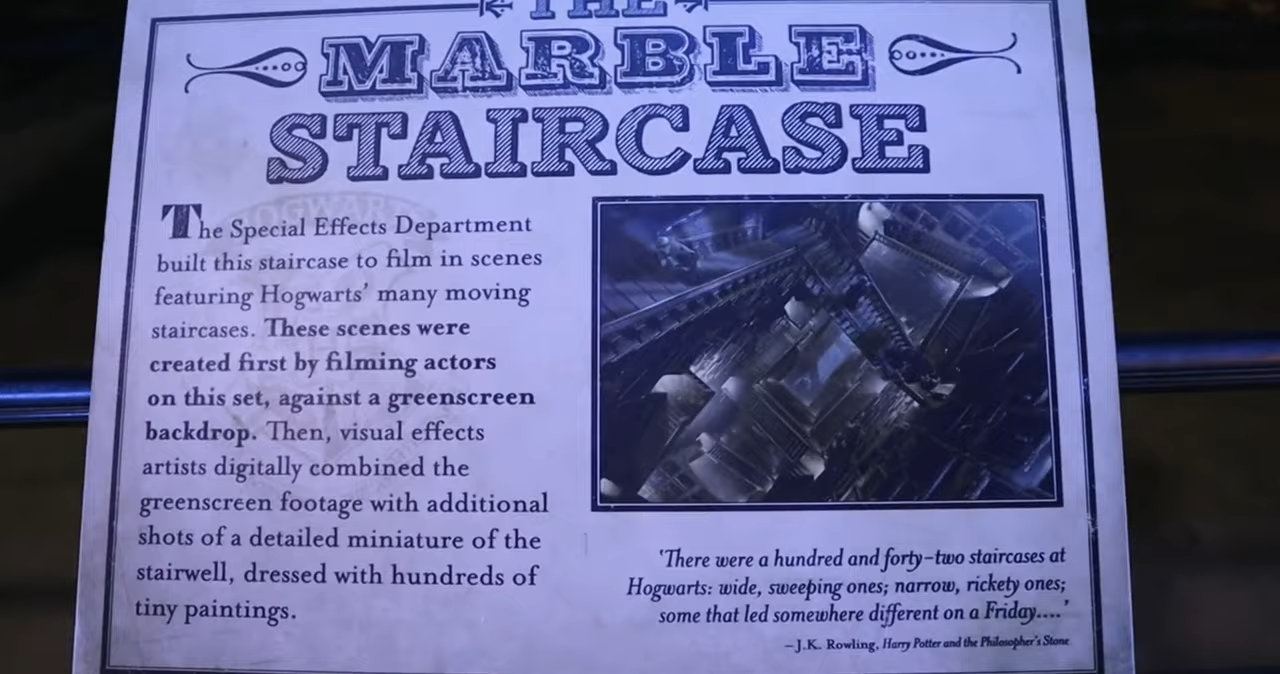 THE
MARBLE
STAIRCASE
The Special Effects Department
built this staircase to film in scenes
featuring Hogwarts' many moving
staircases. These scenes were
created first by filming actors
on this set, against a greenscreen
backdrop. Then, visual effects
artists digitally combined the
greenscreen footage with additional
shots of a detailed miniature of the
stairwell, dressed with hundreds of
tiny paintings.
HOGWARTS
'There were a hundred and forty-two staircases at
Hogwarts: wide, sweeping ones; narrow, rickety ones;
some that led somewhere different on a Friday....'
–J.K. Rowling, Harry Potter and the Philosopher's Stone